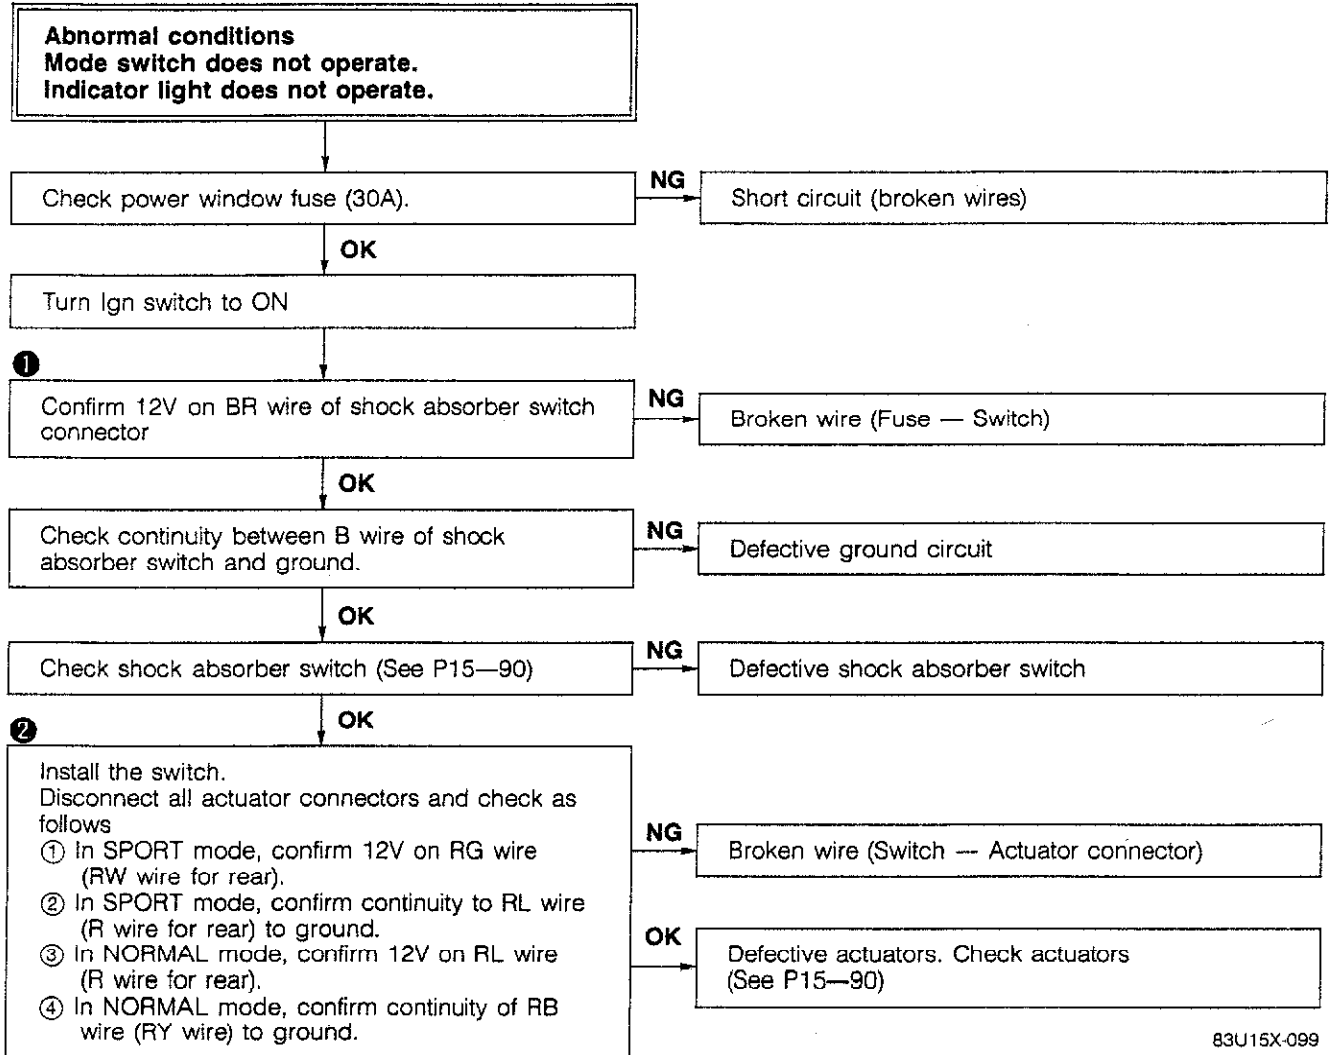 Abnormal conditions
Mode switch does not operate.
Indicator light does not operate.
Check power window fuse (30A).
NG
Short circuit (broken wires)
OK
Turn Ign switch to ON
❶
Confirm 12V on BR wire of shock absorber switch
connector
NG
Broken wire (Fuse — Switch)
OK
Check continuity between B wire of shock
absorber switch and ground.
NG
Defective ground circuit
OK
Check shock absorber switch (See P15—90)
NG
Defective shock absorber switch
OK
❷
Install the switch.
Disconnect all actuator connectors and check as
follows
① In SPORT mode, confirm 12V on RG wire
(RW wire for rear).
② In SPORT mode, confirm continuity to RL wire
(R wire for rear) to ground.
③ In NORMAL mode, confirm 12V on RL wire
(R wire for rear).
④ In NORMAL mode, confirm continuity of RB
wire (RY wire) to ground.
NG
Broken wire (Switch — Actuator connector)
OK
Defective actuators. Check actuators
(See P15—90)
83U15X-099